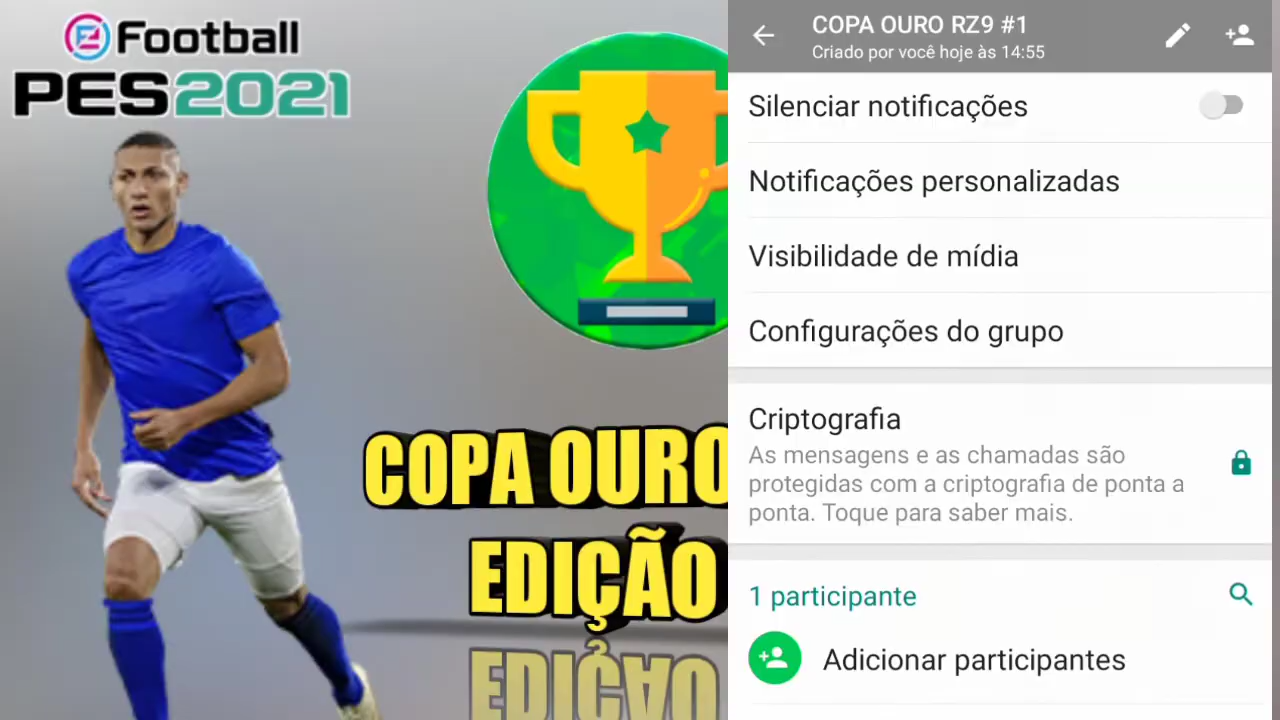 eFootball
PES2021
COPA OURO
EDIÇÃO
COPA OURO RZ9 #1
Criado por você hoje às 14:55
Silenciar notificações
Notificações personalizadas
Visibilidade de mídia
Configurações do grupo
Criptografia
As mensagens e as chamadas são
protegidas com a criptografia de ponta a
ponta. Toque para saber mais.
1 participante
Adicionar participantes